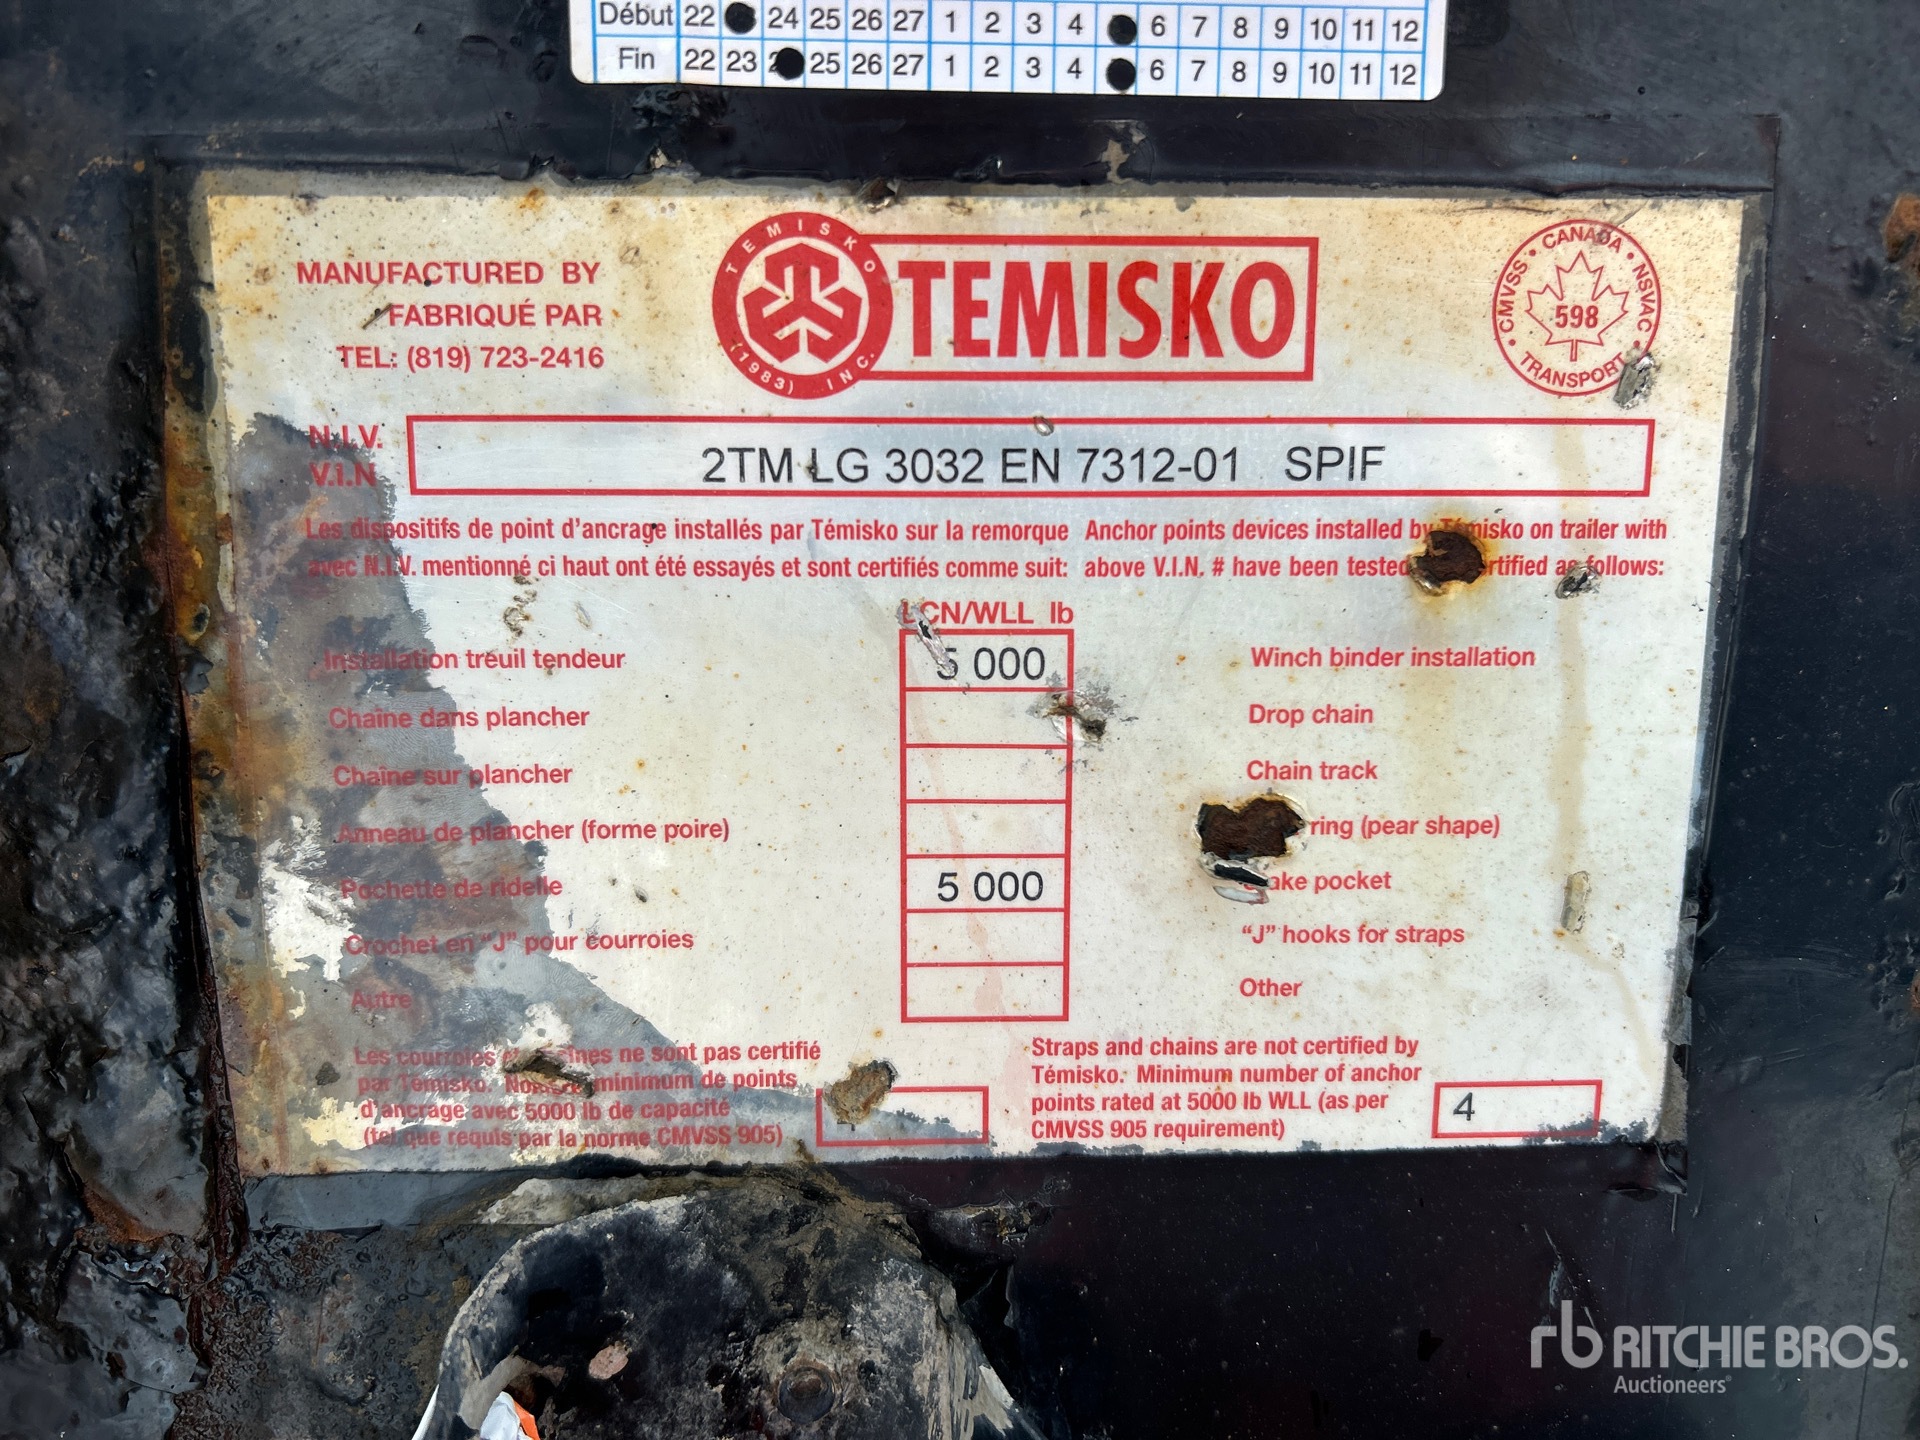 Début 22 24 25 26 27 1 2 3 4 6 7 8 9 10 11 12
Fin 22 23 25 26 27 1 2 3 4 6 7 8 9 10 11 12
MANUFACTURED BY
FABRIQUÉ PAR
TEL: (819) 723-2416
TEMISKO (1983) INC.
TEMISKO
CANADA · NSVAC · TRANSPORT · CMVSS ·
598
N.I.V.
V.I.N
2TM LG 3032 EN 7312-01 SPIF
Les dispositifs de point d'ancrage installés par Témisko sur la remorque
avec N.I.V. mentionné ci haut ont été essayés et sont certifiés comme suit:
Anchor points devices installed by Témisko on trailer with
above V.I.N. # have been tested certified as follows:
LCN/WLL lb
Installation treuil tendeur 5 000 Winch binder installation
Chaîne dans plancher Drop chain
Chaîne sur plancher Chain track
Anneau de plancher (forme poire) ring (pear shape)
Pochette de ridelle 5 000 Stake pocket
Crochet en "J" pour courroies "J" hooks for straps
Autre Other
Les courroies et chaînes ne sont pas certifié
par Temisko. Nombre minimum de points
d'ancrage avec 5000 lb de capacité
(tel que requis par la norme CMVSS 905)
Straps and chains are not certified by
Témisko. Minimum number of anchor
points rated at 5000 lb WLL (as per
CMVSS 905 requirement)
4
rb RITCHIE BROS.
Auctioneers